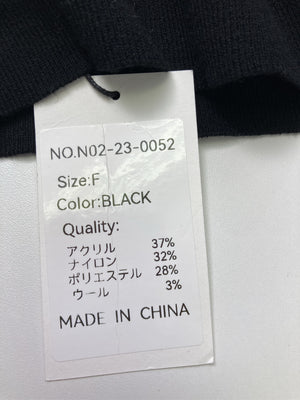 NO.N02-23-0052
Size:F
Color:BLACK
Quality:
アクリル 37%
ナイロン 32%
ポリエステル 28%
ウール 3%
MADE IN CHINA